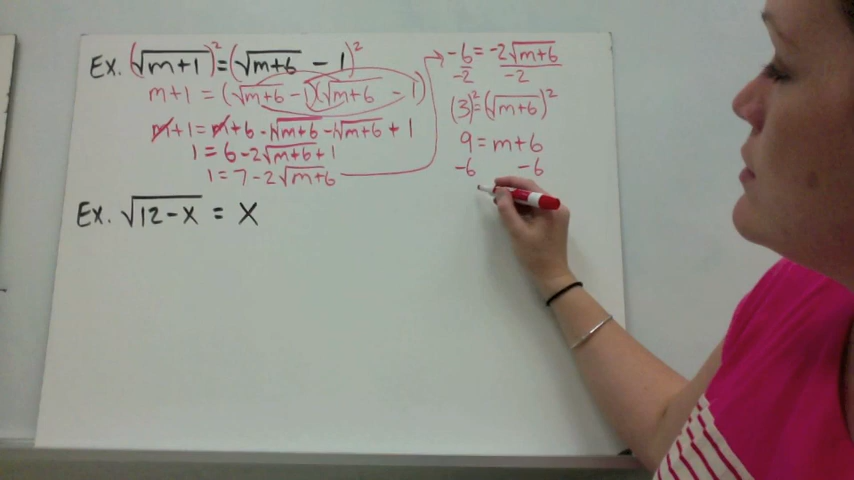 Ex. (√m+1)² = (√m+6 - 1)²
m+1 = (√m+6 - 1)(√m+6 - 1)
m+1 = m+6 - √m+6 - √m+6 + 1
1 = 6 - 2√m+6 + 1
1 = 7 - 2√m+6
-6 = -2√m+6
-2 -2
(3)² = (√m+6)²
9 = m+6
-6 -6
Ex. √12-x = x